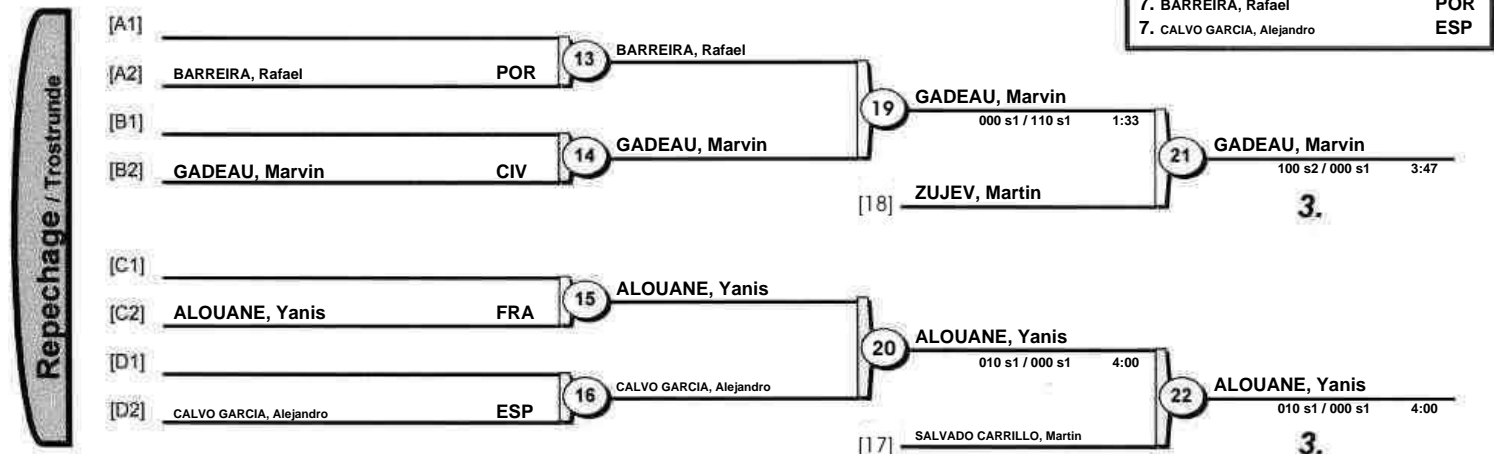 7. BARREIRA, Rafael POR
7. CALVO GARCIA, Alejandro ESP
Repechage / Trostrunde
[A1]
[A2] BARREIRA, Rafael POR
13 BARREIRA, Rafael
[B1]
[B2] GADEAU, Marvin CIV
14 GADEAU, Marvin
19 GADEAU, Marvin
000 s1 / 110 s1 1:33
[18] ZUJEV, Martin
21 GADEAU, Marvin
100 s2 / 000 s1 3:47
3.
[C1]
[C2] ALOUANE, Yanis FRA
15 ALOUANE, Yanis
[D1]
[D2] CALVO GARCIA, Alejandro ESP
16 CALVO GARCIA, Alejandro
20 ALOUANE, Yanis
010 s1 / 000 s1 4:00
[17] SALVADO CARRILLO, Martin
22 ALOUANE, Yanis
010 s1 / 000 s1 4:00
3.